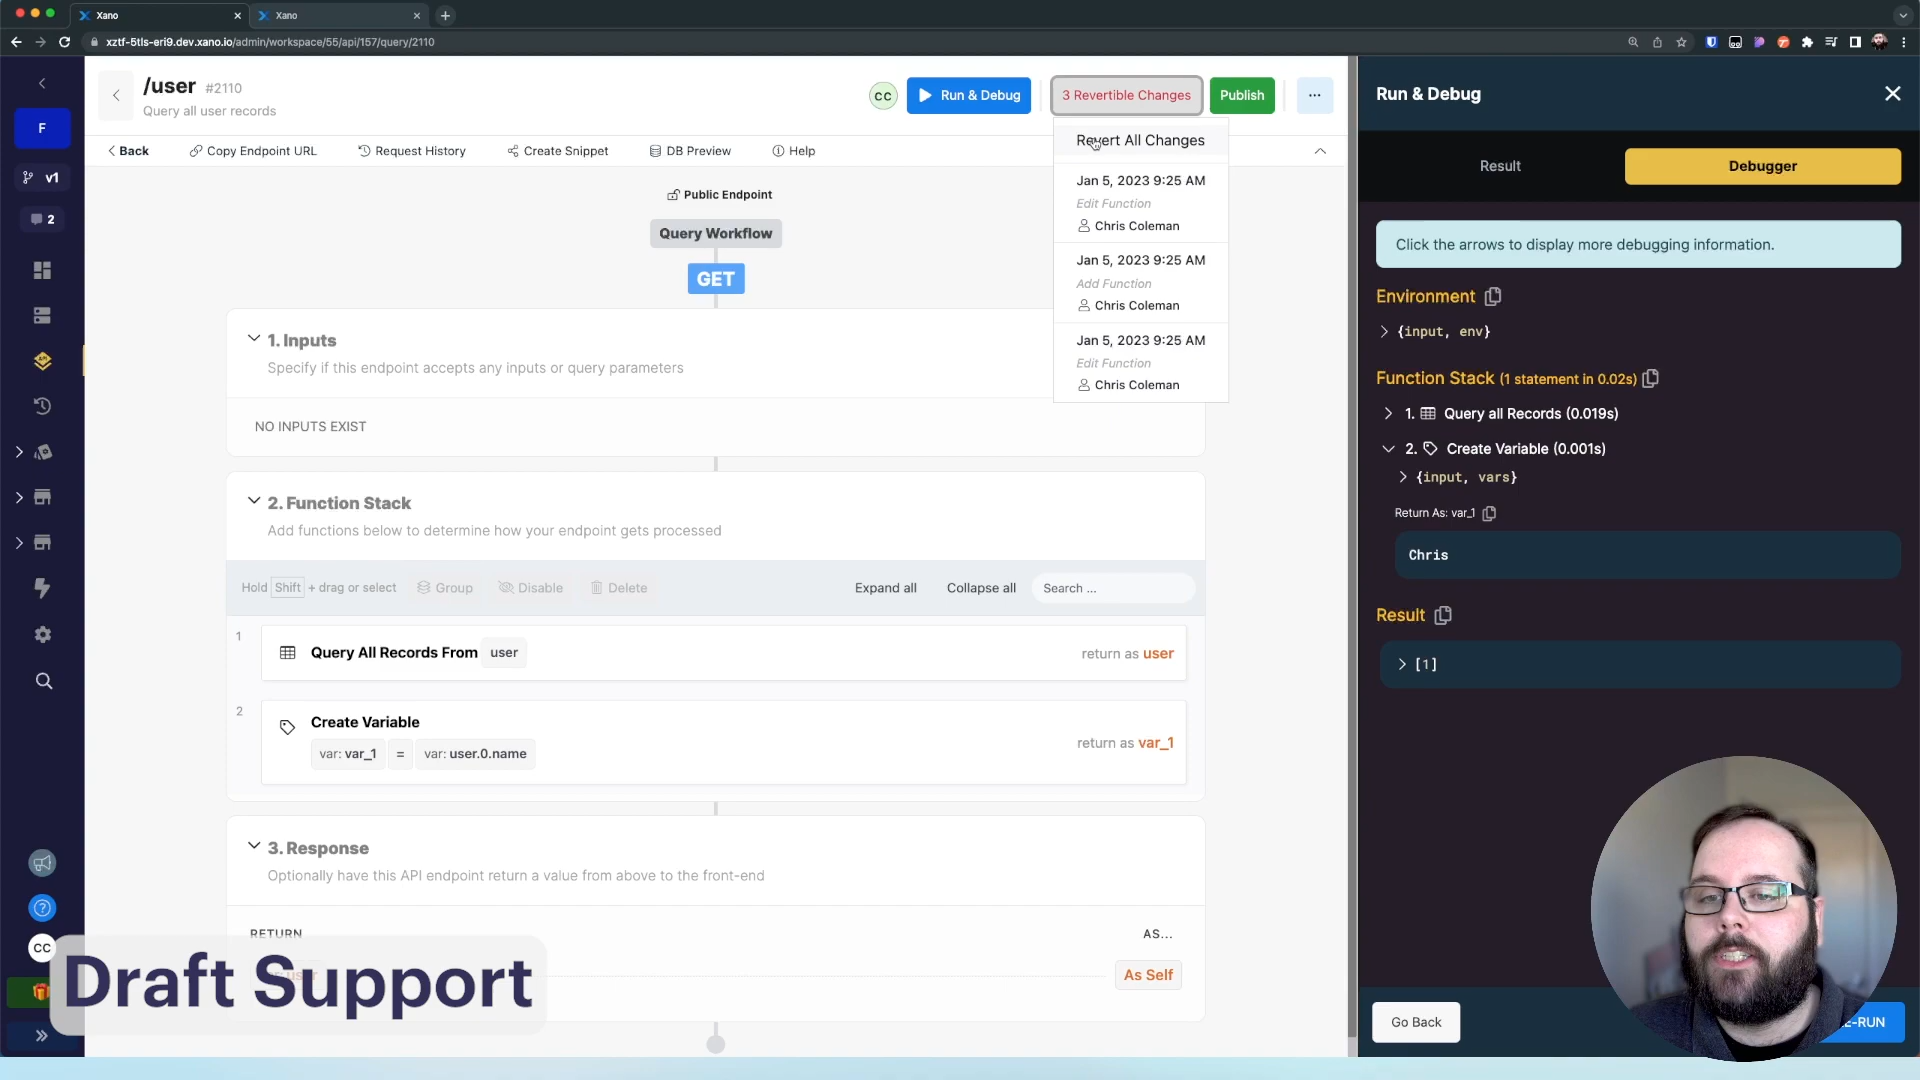 Xano
Xano
xztf-5tls-eri9.dev.xano.io/admin/workspace/55/api/157/query/2110
F
v1
2
CC
/user #2110
Query all user records
CC
Run & Debug
3 Revertible Changes
Publish
...
Back
Copy Endpoint URL
Request History
Create Snippet
DB Preview
Help
Revert All Changes
Jan 5, 2023 9:25 AM
Edit Function
Chris Coleman
Jan 5, 2023 9:25 AM
Add Function
Chris Coleman
Jan 5, 2023 9:25 AM
Edit Function
Chris Coleman
Public Endpoint
Query Workflow
GET
1. Inputs
Specify if this endpoint accepts any inputs or query parameters
NO INPUTS EXIST
2. Function Stack
Add functions below to determine how your endpoint gets processed
Hold Shift + drag or select
Group
Disable
Delete
Expand all
Collapse all
Search ...
1
Query All Records From user
return as user
2
Create Variable
var: var_1 = var: user.0.name
return as var_1
3. Response
Optionally have this API endpoint return a value from above to the front-end
RETURN
AS...
As Self
Draft Support
Run & Debug
Result
Debugger
Click the arrows to display more debugging information.
Environment
{input, env}
Function Stack (1 statement in 0.02s)
1. Query all Records (0.019s)
2. Create Variable (0.001s)
{input, vars}
Return As: var_1
Chris
Result
[1]
Go Back
-RUN